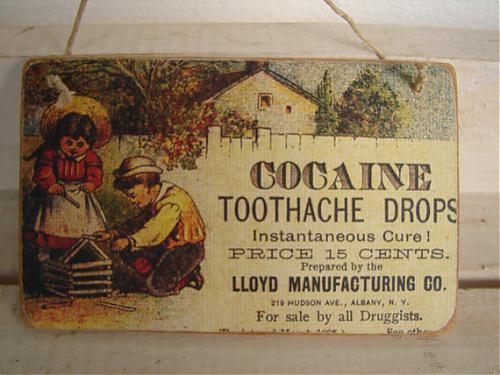 COCAINE
TOOTHACHE DROPS
Instantaneous Cure!
PRICE 15 CENTS.
Prepared by the
LLOYD MANUFACTURING CO.
219 HUDSON AVE., ALBANY, N. Y.
For sale by all Druggists.